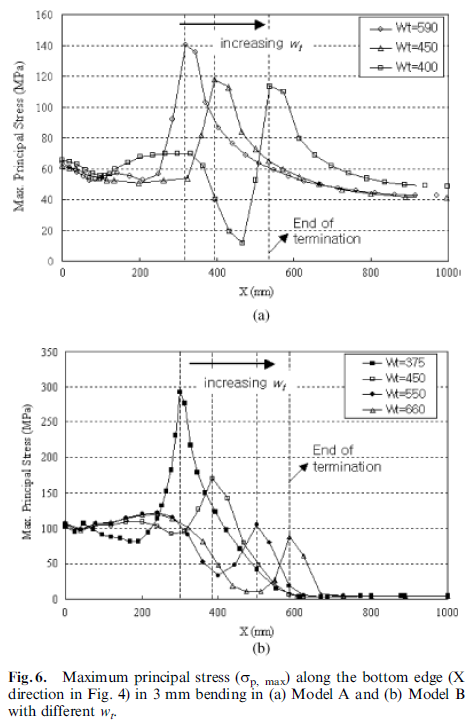 160
140
120
100
80
60
40
20
0
Max. Principal Stress (MPa)
increasing wt
Wt=590
Wt=450
Wt=400
End of
termination
0 200 400 600 800 1000
X (mm)
(a)
350
300
250
200
150
100
50
0
Max. Principal Stress (MPa)
increasing wt
Wt=375
Wt=450
Wt=550
Wt=660
End of
termination
0 200 400 600 800 1000
X (mm)
(b)
Fig. 6. Maximum principal stress (σp, max) along the bottom edge (X
direction in Fig. 4) in 3 mm bending in (a) Model A and (b) Model B
with different wt.